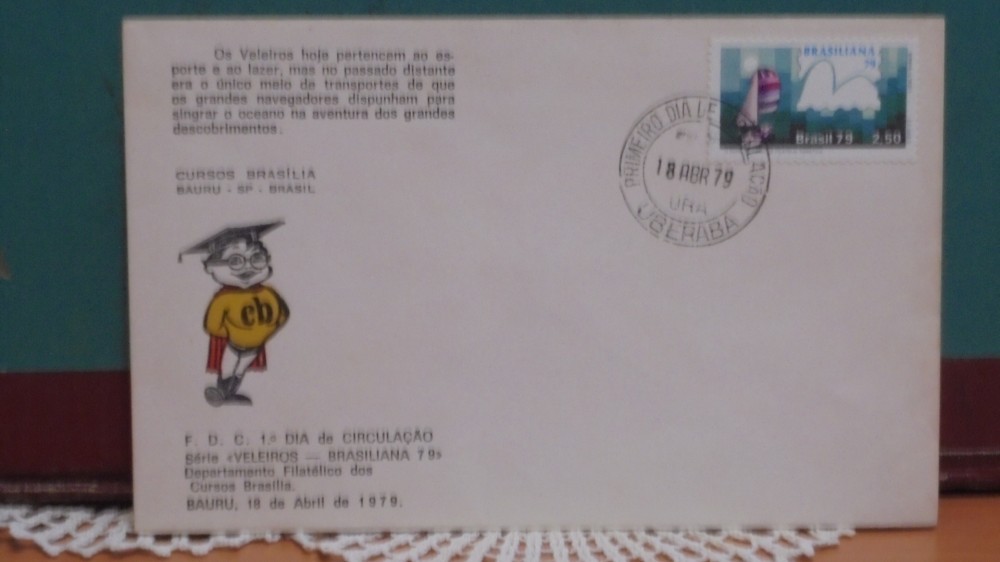 Os Veleiros hoje pertencem ao es-
porte e ao lazer, mas no passado distante
era o único meio de transportes de que
os grandes navegadores dispunham para
singrar o oceano na aventura dos grandes
descobrimentos.
CURSOS BRASÍLIA
BAURU - SP - BRASIL
cb
F. D. C. 1.º DIA de CIRCULAÇÃO
Série «VELEIROS — BRASILIANA 79»
Departamento Filatélico dos
Cursos Brasília.
BAURU, 18 de Abril de 1979.
BRASILIANA
79
Brasil 79 2.50
PRIMEIRO DIA
18 ABR 79
URA
UBERABA